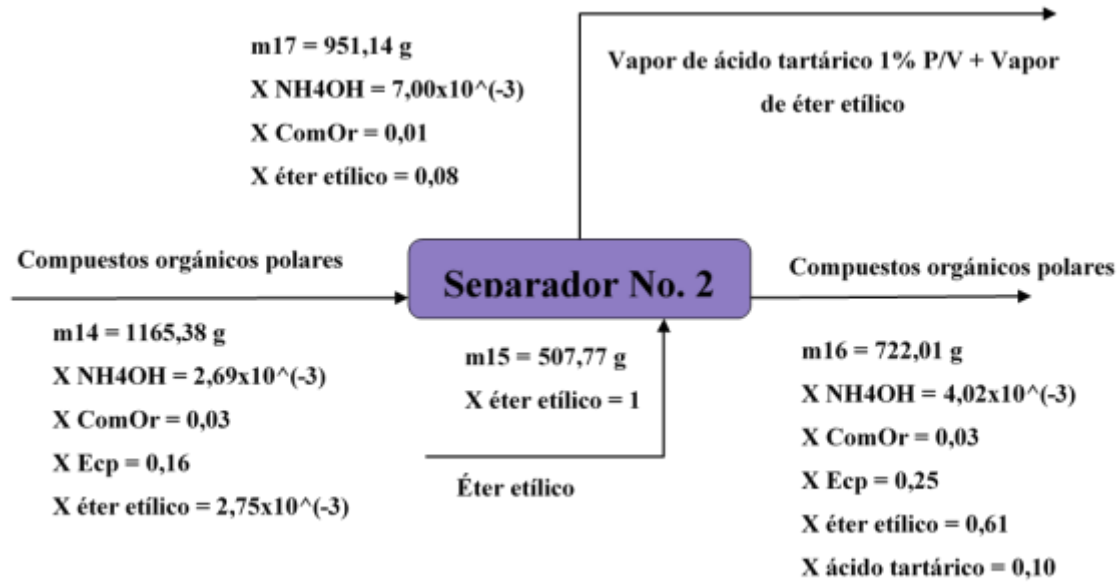 m17 = 951,14 g
X NH4OH = 7,00x10^(-3)
X ComOr = 0,01
X éter etílico = 0,08
Vapor de ácido tartárico 1% P/V + Vapor
de éter etílico
Compuestos orgánicos polares
Separador No. 2
Compuestos orgánicos polares
m14 = 1165,38 g
X NH4OH = 2,69x10^(-3)
X ComOr = 0,03
X Ecp = 0,16
X éter etílico = 2,75x10^(-3)
m15 = 507,77 g
X éter etílico = 1
Éter etílico
m16 = 722,01 g
X NH4OH = 4,02x10^(-3)
X ComOr = 0,03
X Ecp = 0,25
X éter etílico = 0,61
X ácido tartárico = 0,10